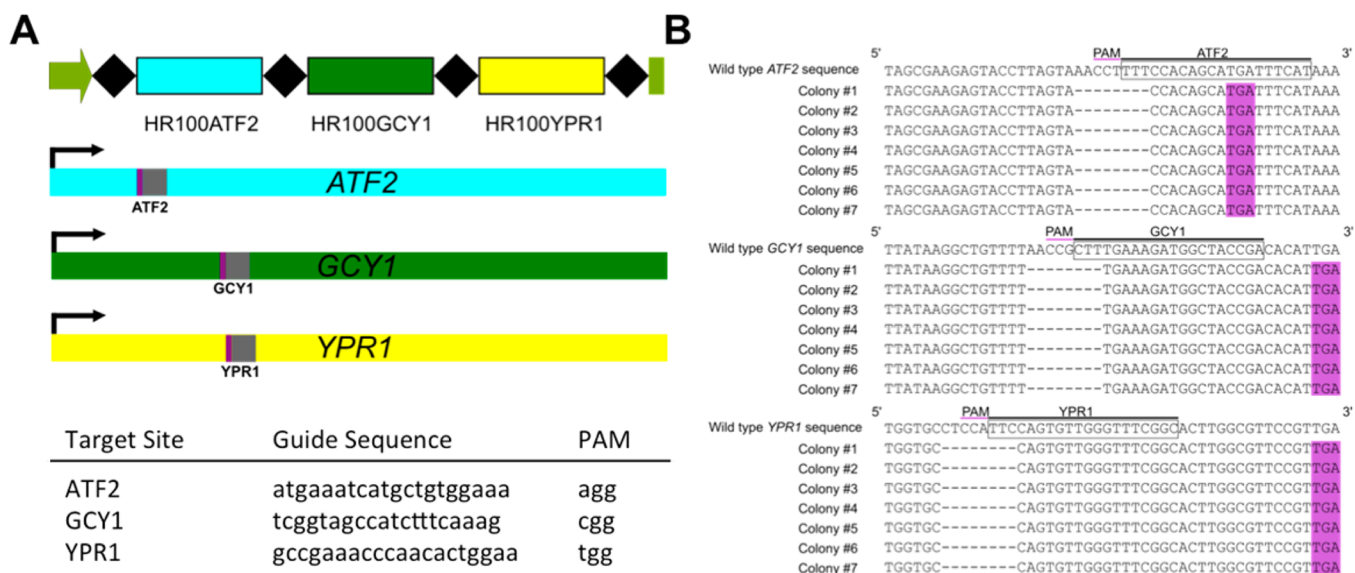 A
HR100ATF2 HR100GCY1 HR100YPR1
ATF2
ATF2
GCY1
GCY1
YPR1
YPR1
Target Site Guide Sequence PAM
ATF2 atgaaatcatgctgtggaaa agg
GCY1 tcggtagccatctttcaaag cgg
YPR1 gccgaaacccaacactggaa tgg
B
5' PAM ATF2 3'
Wild type ATF2 sequence TAGCGAAGAGTACCTTAGTAAACCTTTTCCACAGCATGATTTCATAAA
Colony #1 TAGCGAAGAGTACCTTAGTA--------CCACAGCATGATTTCATAAA
Colony #2 TAGCGAAGAGTACCTTAGTA--------CCACAGCATGATTTCATAAA
Colony #3 TAGCGAAGAGTACCTTAGTA--------CCACAGCATGATTTCATAAA
Colony #4 TAGCGAAGAGTACCTTAGTA--------CCACAGCATGATTTCATAAA
Colony #5 TAGCGAAGAGTACCTTAGTA--------CCACAGCATGATTTCATAAA
Colony #6 TAGCGAAGAGTACCTTAGTA--------CCACAGCATGATTTCATAAA
Colony #7 TAGCGAAGAGTACCTTAGTA--------CCACAGCATGATTTCATAAA
5' PAM GCY1 3'
Wild type GCY1 sequence TTATAAGGCTGTTTTAACCGCTTTGAAAGATGGCTACCGACACATTGA
Colony #1 TTATAAGGCTGTTTT--------TGAAAGATGGCTACCGACACATTGA
Colony #2 TTATAAGGCTGTTTT--------TGAAAGATGGCTACCGACACATTGA
Colony #3 TTATAAGGCTGTTTT--------TGAAAGATGGCTACCGACACATTGA
Colony #4 TTATAAGGCTGTTTT--------TGAAAGATGGCTACCGACACATTGA
Colony #5 TTATAAGGCTGTTTT--------TGAAAGATGGCTACCGACACATTGA
Colony #6 TTATAAGGCTGTTTT--------TGAAAGATGGCTACCGACACATTGA
Colony #7 TTATAAGGCTGTTTT--------TGAAAGATGGCTACCGACACATTGA
5' PAM YPR1 3'
Wild type YPR1 sequence TGGTGCCTCCATTCCAGTGTTGGGTTTCGGCACTTGGCGTTCCGTTGA
Colony #1 TGGTGC--------CAGTGTTGGGTTTCGGCACTTGGCGTTCCGTTGA
Colony #2 TGGTGC--------CAGTGTTGGGTTTCGGCACTTGGCGTTCCGTTGA
Colony #3 TGGTGC--------CAGTGTTGGGTTTCGGCACTTGGCGTTCCGTTGA
Colony #4 TGGTGC--------CAGTGTTGGGTTTCGGCACTTGGCGTTCCGTTGA
Colony #5 TGGTGC--------CAGTGTTGGGTTTCGGCACTTGGCGTTCCGTTGA
Colony #6 TGGTGC--------CAGTGTTGGGTTTCGGCACTTGGCGTTCCGTTGA
Colony #7 TGGTGC--------CAGTGTTGGGTTTCGGCACTTGGCGTTCCGTTGA